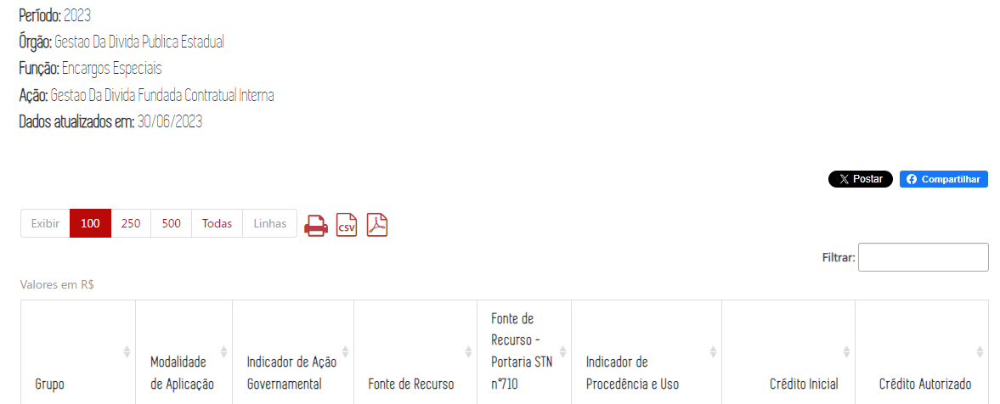 Período: 2023
Órgão: Gestao Da Divida Publica Estadual
Função: Encargos Especiais
Ação: Gestao Da Divida Fundada Contratual Interna
Dados atualizados em: 30/06/2023
Postar
Compartilhar
Exibir 100 250 500 Todas Linhas
CSV
Filtrar:
Valores em R$
Grupo
Modalidade
de Aplicação
Indicador de Ação
Governamental
Fonte de Recurso
Fonte de
Recurso -
Portaria STN
nº710
Indicador de
Procedência e Uso
Crédito Inicial
Crédito Autorizado